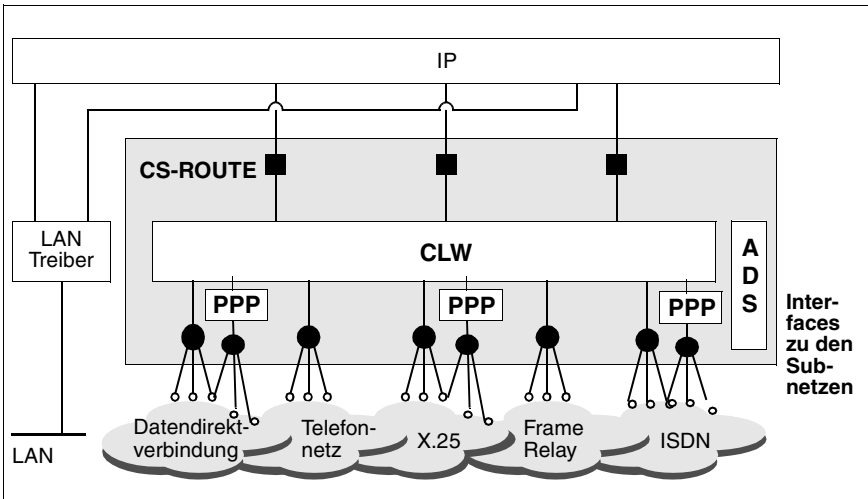 IP
CS-ROUTE
LAN
Treiber
CLW
A
D
S
PPP
PPP
PPP
Inter-
faces
zu den
Sub-
netzen
Datendirekt-
verbindung
Telefon-
netz
X.25
Frame
Relay
ISDN
LAN